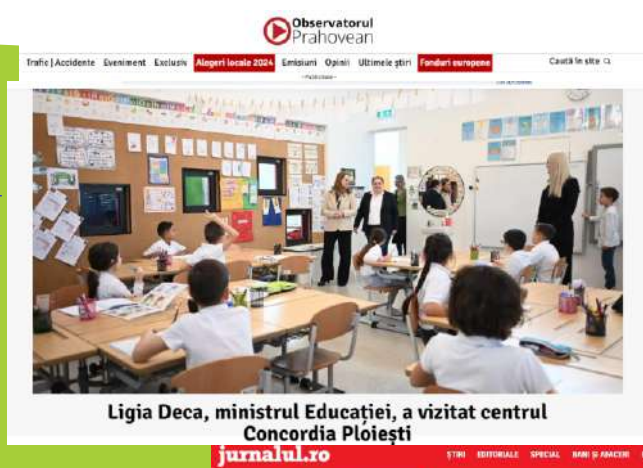 Observatorul
Prahovean
Trafic | Accidente Eveniment Exclusiv Alegeri locale 2024 Emisiuni Opinii Ultimele știri Fonduri europene Caută în site
- Publicitate -
Ligia Deca, ministrul Educației, a vizitat centrul
Concordia Ploiești
jurnalul.ro
ȘTIRI EDITORIALE SPECIAL BANI ȘI AFACERI